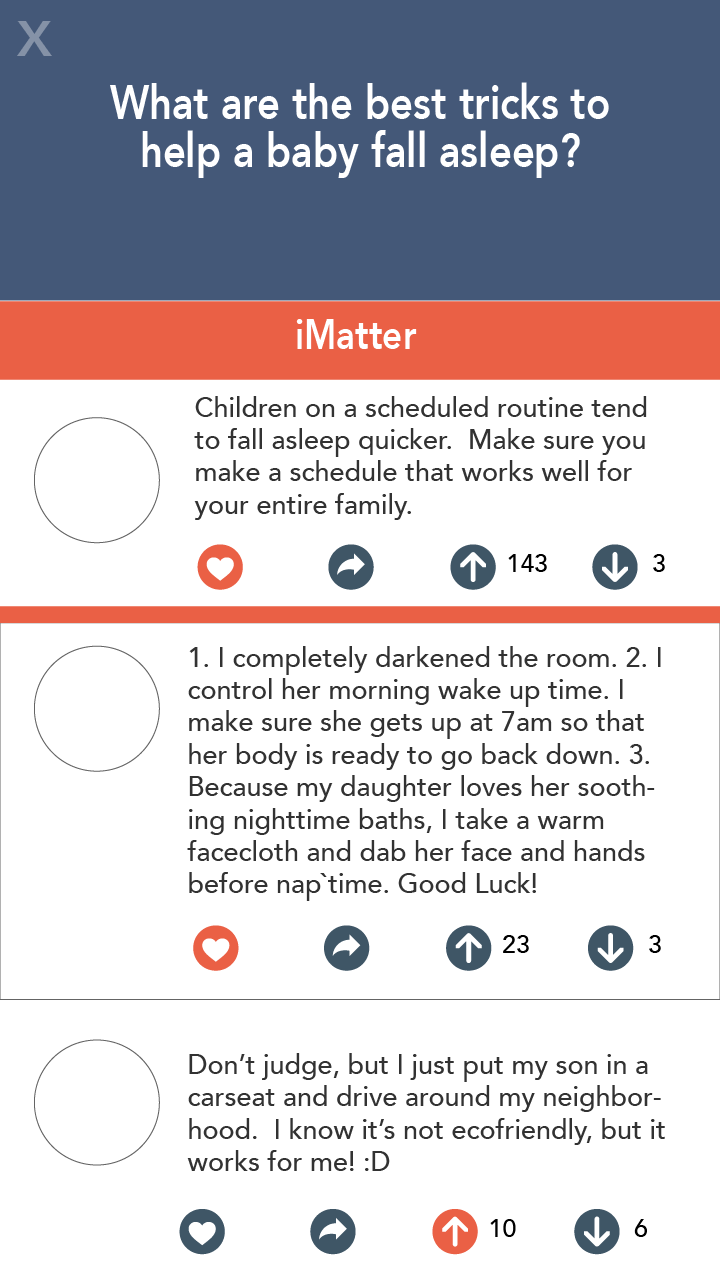 X
What are the best tricks to
help a baby fall asleep?
iMatter
Children on a scheduled routine tend
to fall asleep quicker.  Make sure you
make a schedule that works well for
your entire family.
143 3
1. I completely darkened the room. 2. I
control her morning wake up time. I
make sure she gets up at 7am so that
her body is ready to go back down. 3.
Because my daughter loves her sooth-
ing nighttime baths, I take a warm
facecloth and dab her face and hands
before nap`time. Good Luck!
23 3
Don’t judge, but I just put my son in a
carseat and drive around my neighbor-
hood.  I know it’s not ecofriendly, but it
works for me! :D
10 6